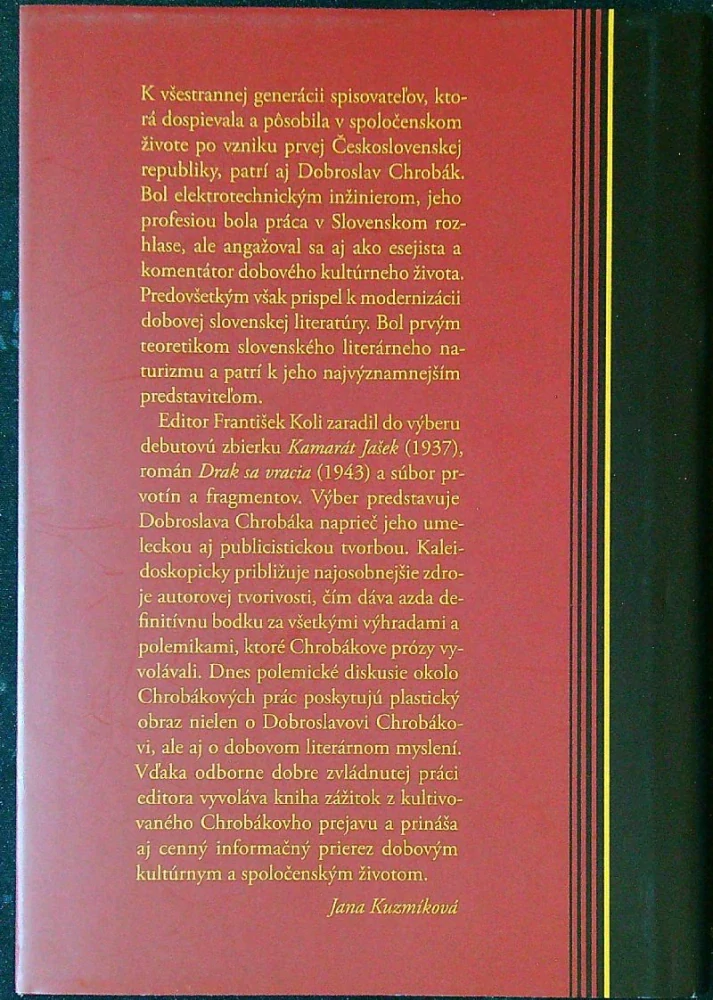 K všestrannej generácii spisovateľov, kto-
rá dospievala a pôsobila v spoločenskom
živote po vzniku prvej Československej
republiky, patrí aj Dobroslav Chrobák.
Bol elektrotechnickým inžinierom, jeho
profesiou bola práca v Slovenskom roz-
hlase, ale angažoval sa aj ako esejista a
komentátor dobového kultúrneho života.
Predovšetkým však prispel k modernizácii
dobovej slovenskej literatúry. Bol prvým
teoretikom slovenského literárneho na-
turizmu a patrí k jeho najvýznamnejším
predstaviteľom.
Editor František Koli zaradil do výberu
debutovú zbierku Kamarát Jašek (1937),
román Drak sa vracia (1943) a súbor pr-
votín a fragmentov. Výber predstavuje
Dobroslava Chrobáka naprieč jeho ume-
leckou aj publicistickou tvorbou. Kalei-
doskopicky približuje najosobnejšie zdro-
je autorovej tvorivosti, čím dáva azda de-
finitívnu bodku za všetkými výhradami a
polemikami, ktoré Chrobákove prózy vy-
volávali. Dnes polemické diskusie okolo
Chrobákových prác poskytujú plastický
obraz nielen o Dobroslavovi Chrobáko-
vi, ale aj o dobovom literárnom myslení.
Vďaka odborne dobre zvládnutej práci
editora vyvoláva kniha zážitok z kultivo-
vaného Chrobákovho prejavu a prináša
aj cenný informačný prierez dobovým
kultúrnym a spoločenským životom.
Jana Kuzmíková